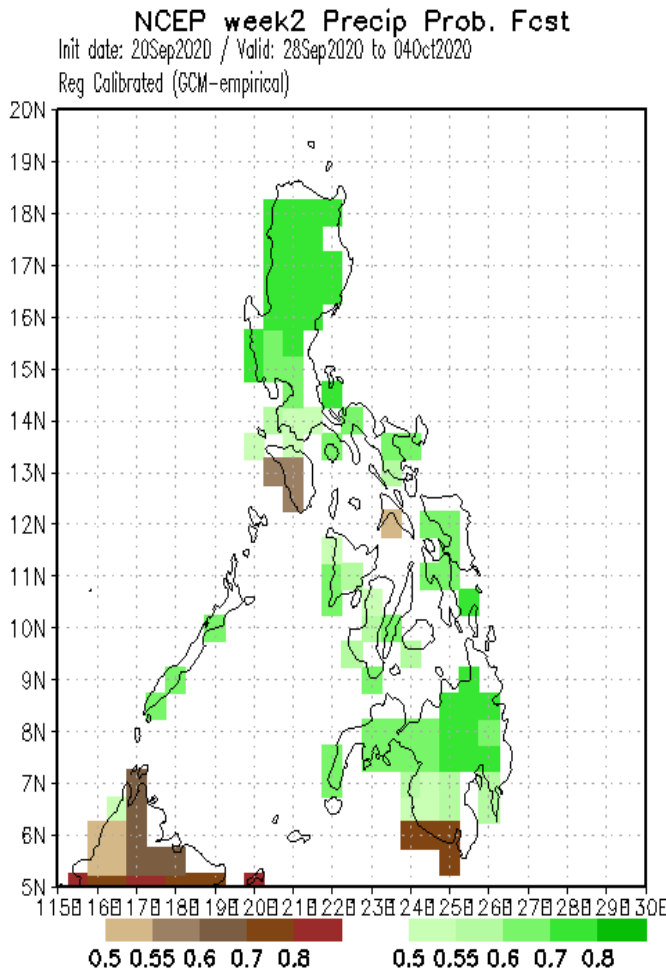 NCEP week2 Precip Prob. Fcst
Init date: 20Sep2020 / Valid: 28Sep2020 to 04Oct2020
Reg Calibrated (GCM-empirical)
20N
19N
18N
17N
16N
15N
14N
13N
12N
11N
10N
9N
8N
7N
6N
5N
0.5 0.55 0.6 0.7 0.8 0.5 0.55 0.6 0.7 0.8